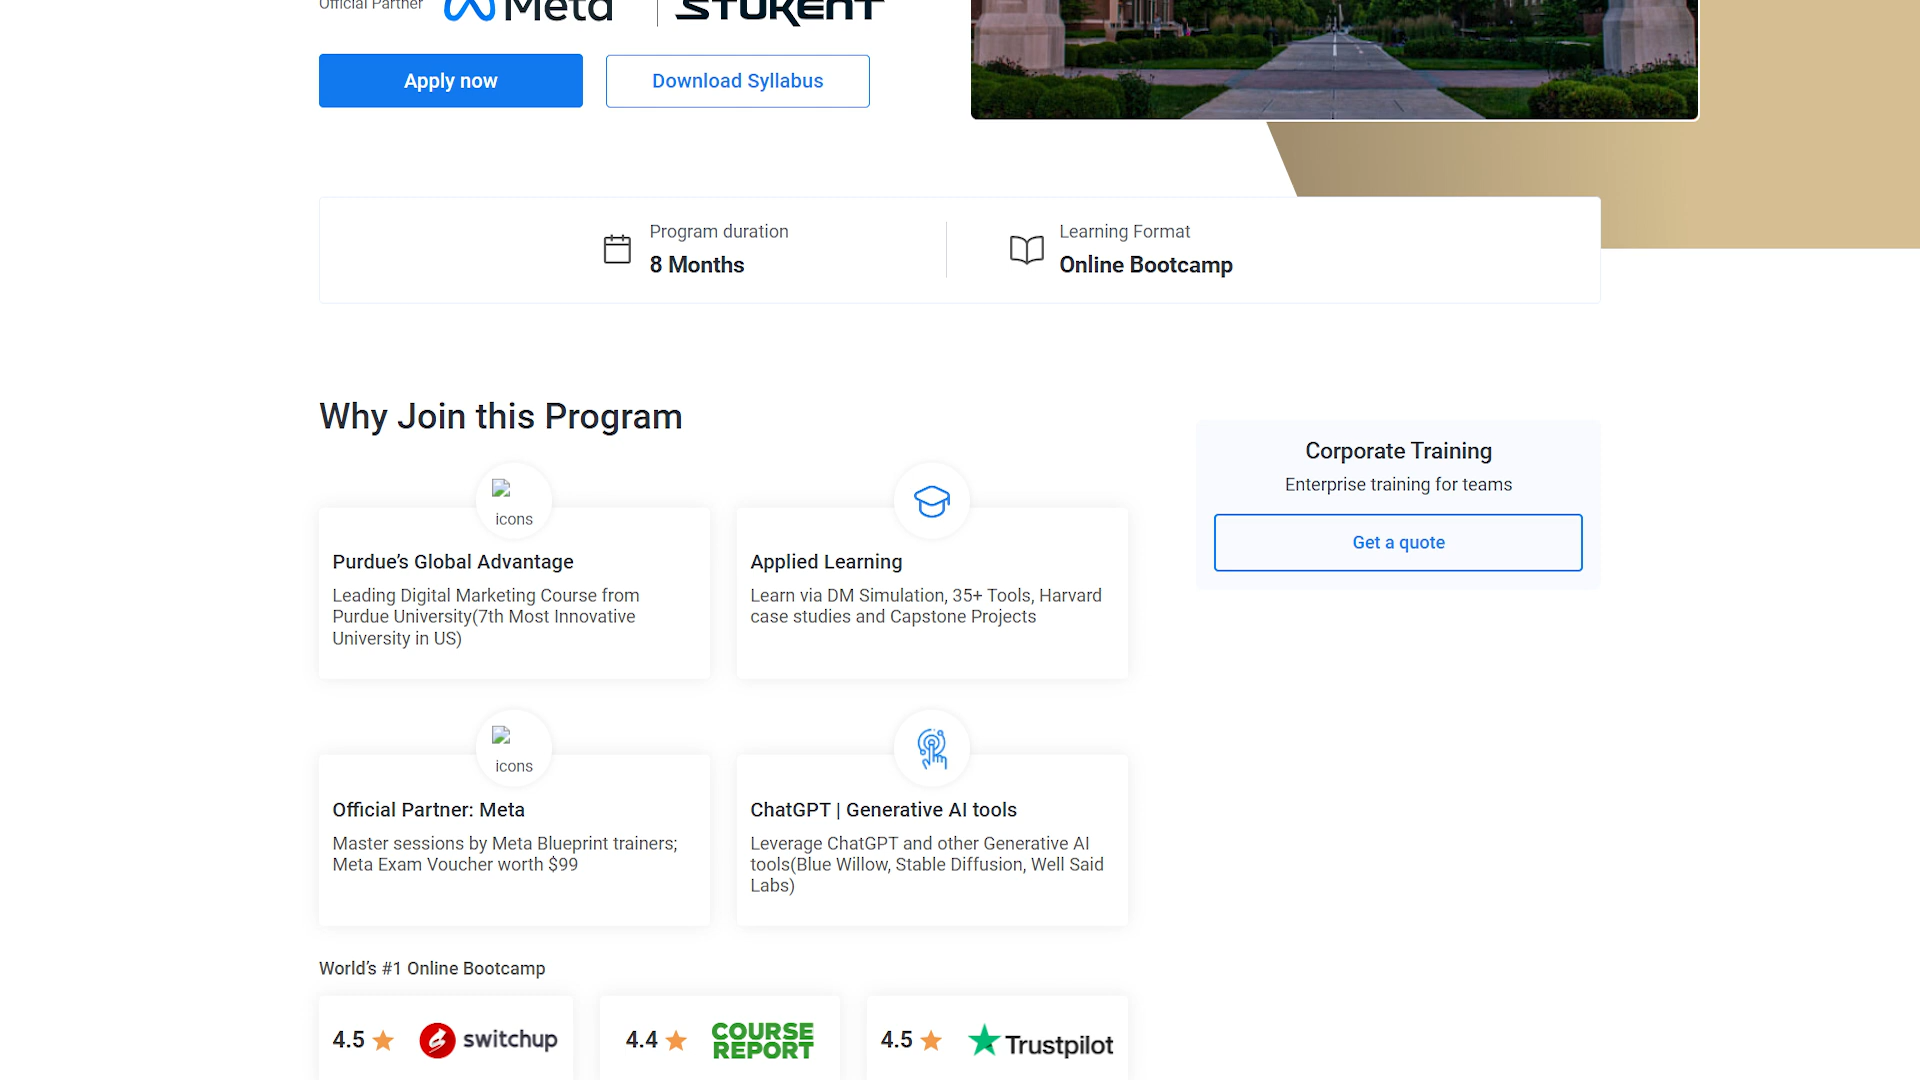 Official Partner
Meta
STUKENT
Apply now
Download Syllabus
Program duration
8 Months
Learning Format
Online Bootcamp
Why Join this Program
icons
Purdue’s Global Advantage
Leading Digital Marketing Course from
Purdue University(7th Most Innovative
University in US)
Applied Learning
Learn via DM Simulation, 35+ Tools, Harvard
case studies and Capstone Projects
icons
Official Partner: Meta
Master sessions by Meta Blueprint trainers;
Meta Exam Voucher worth $99
ChatGPT | Generative AI tools
Leverage ChatGPT and other Generative AI
tools(Blue Willow, Stable Diffusion, Well Said
Labs)
Corporate Training
Enterprise training for teams
Get a quote
World’s #1 Online Bootcamp
4.5
switchup
4.4
COURSE
REPORT
4.5
Trustpilot